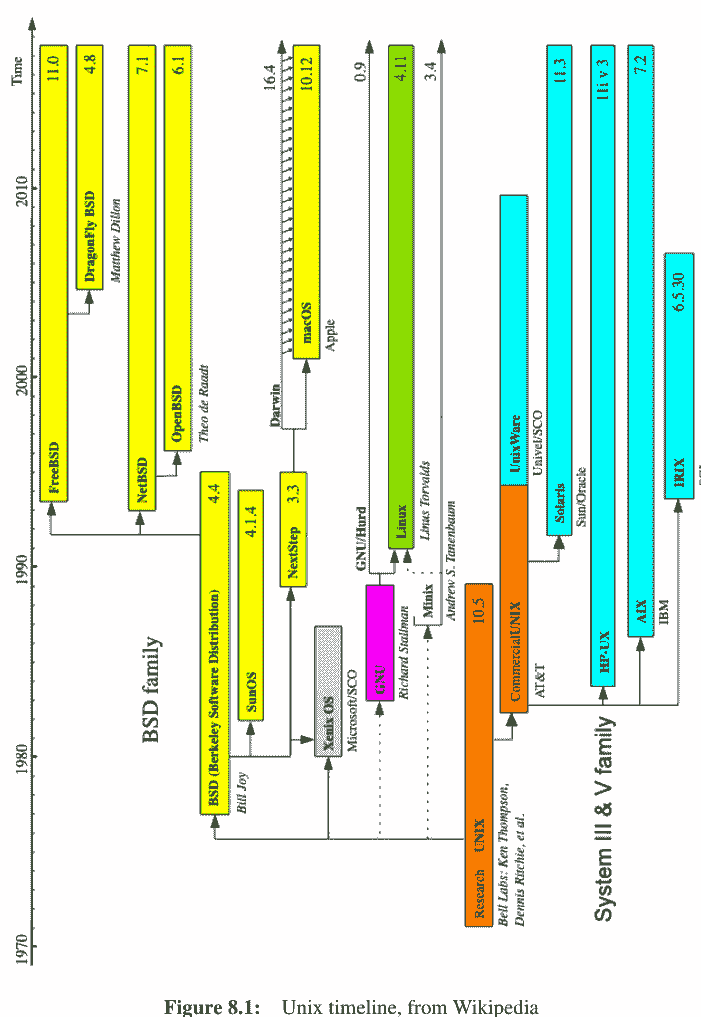 Time
1970
1980
1990
2000
2010
FreeBSD
11.0
DragonFly BSD
4.8
Matthew Dillon
NetBSD
7.1
OpenBSD
6.1
Theo de Raadt
BSD family
BSD (Berkeley Software Distribution)
4.4
Bill Joy
SunOS
4.1.4
NextStep
3.3
Darwin
16.4
macOS
10.12
Apple
Xenix OS
Microsoft/SCO
GNU/Hurd
0.9
GNU
Richard Stallman
Linux
4.11
Linus Torvalds
Minix
3.4
Andrew S. Tanenbaum
Research UNIX
10.5
Bell Labs: Ken Thompson,
Dennis Ritchie, et al.
CommercialUNIX
AT&T
UnixWare
Univel/SCO
Solaris
11.3
Sun/Oracle
System III & V family
HP-UX
11i v 3
AIX
7.2
IBM
IRIX
6.5.30
Figure 8.1: Unix timeline, from Wikipedia